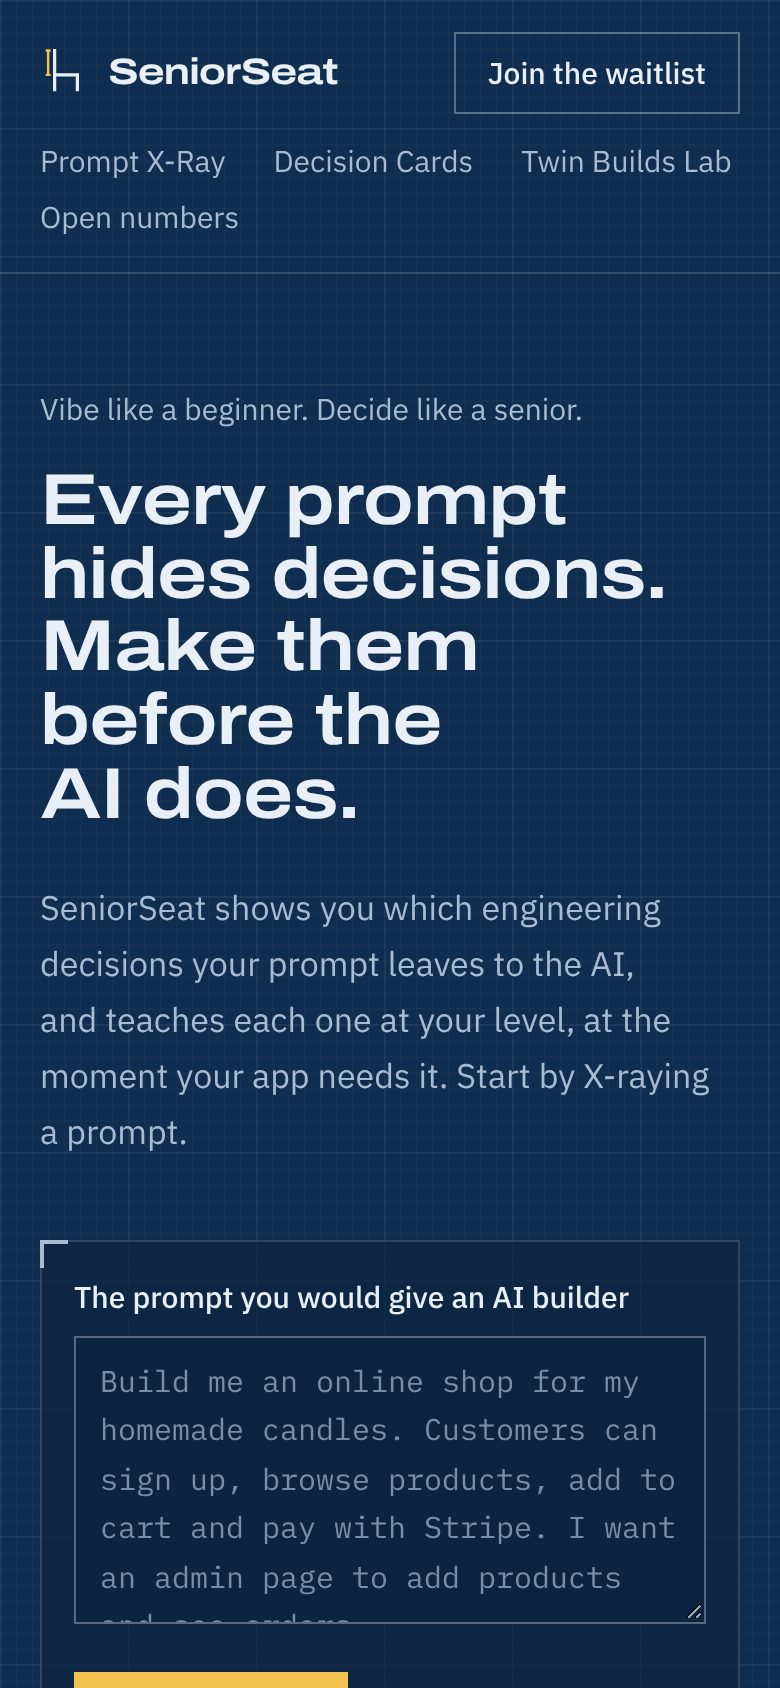 SeniorSeat
Join the waitlist
Prompt X-Ray Decision Cards Twin Builds Lab
Open numbers
Vibe like a beginner. Decide like a senior.
Every prompt
hides decisions.
Make them
before the
AI does.
SeniorSeat shows you which engineering
decisions your prompt leaves to the AI,
and teaches each one at your level, at the
moment your app needs it. Start by X-raying
a prompt.
The prompt you would give an AI builder
Build me an online shop for my
homemade candles. Customers can
sign up, browse products, add to
cart and pay with Stripe. I want
an admin page to add products
and see orders.